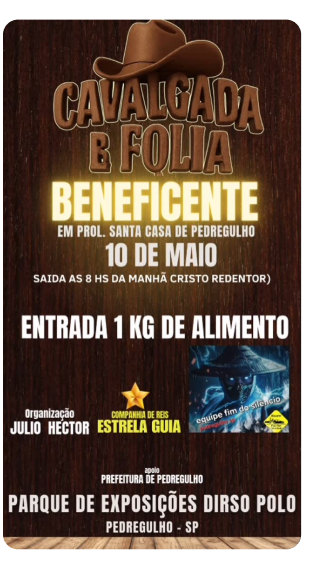 CAVALGADA
E FOLIA
BENEFICENTE
EM PROL. SANTA CASA DE PEDREGULHO
10 DE MAIO
SAIDA AS 8 HS DA MANHÃ CRISTO REDENTOR)
ENTRADA 1 KG DE ALIMENTO
equipe fim do silêncio
Organização
JULIO HECTOR
COMPANHIA DE REIS
ESTRELA GUIA
apoio
PREFEITURA DE PEDREGULHO
PARQUE DE EXPOSIÇÕES DIRSO POLO
PEDREGULHO - SP